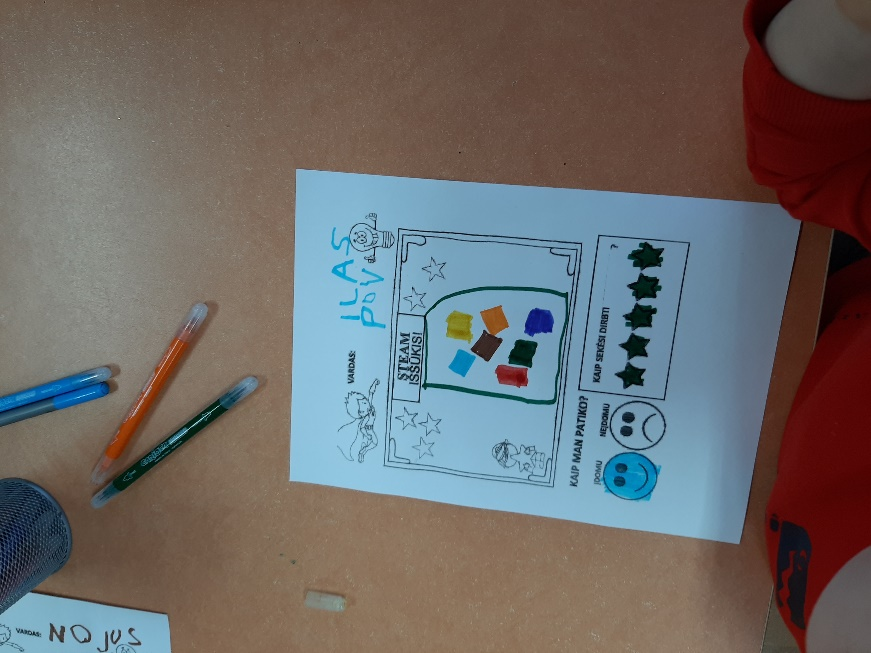 VARDAS:
ILAS
POV
STEAM
IŠŠŪKIS!
KAIP MAN PATIKO?
ĮDOMU
NEĮDOMU
KAIP SEKĖSI DIRBTI
?
VARDAS:
NOJUS